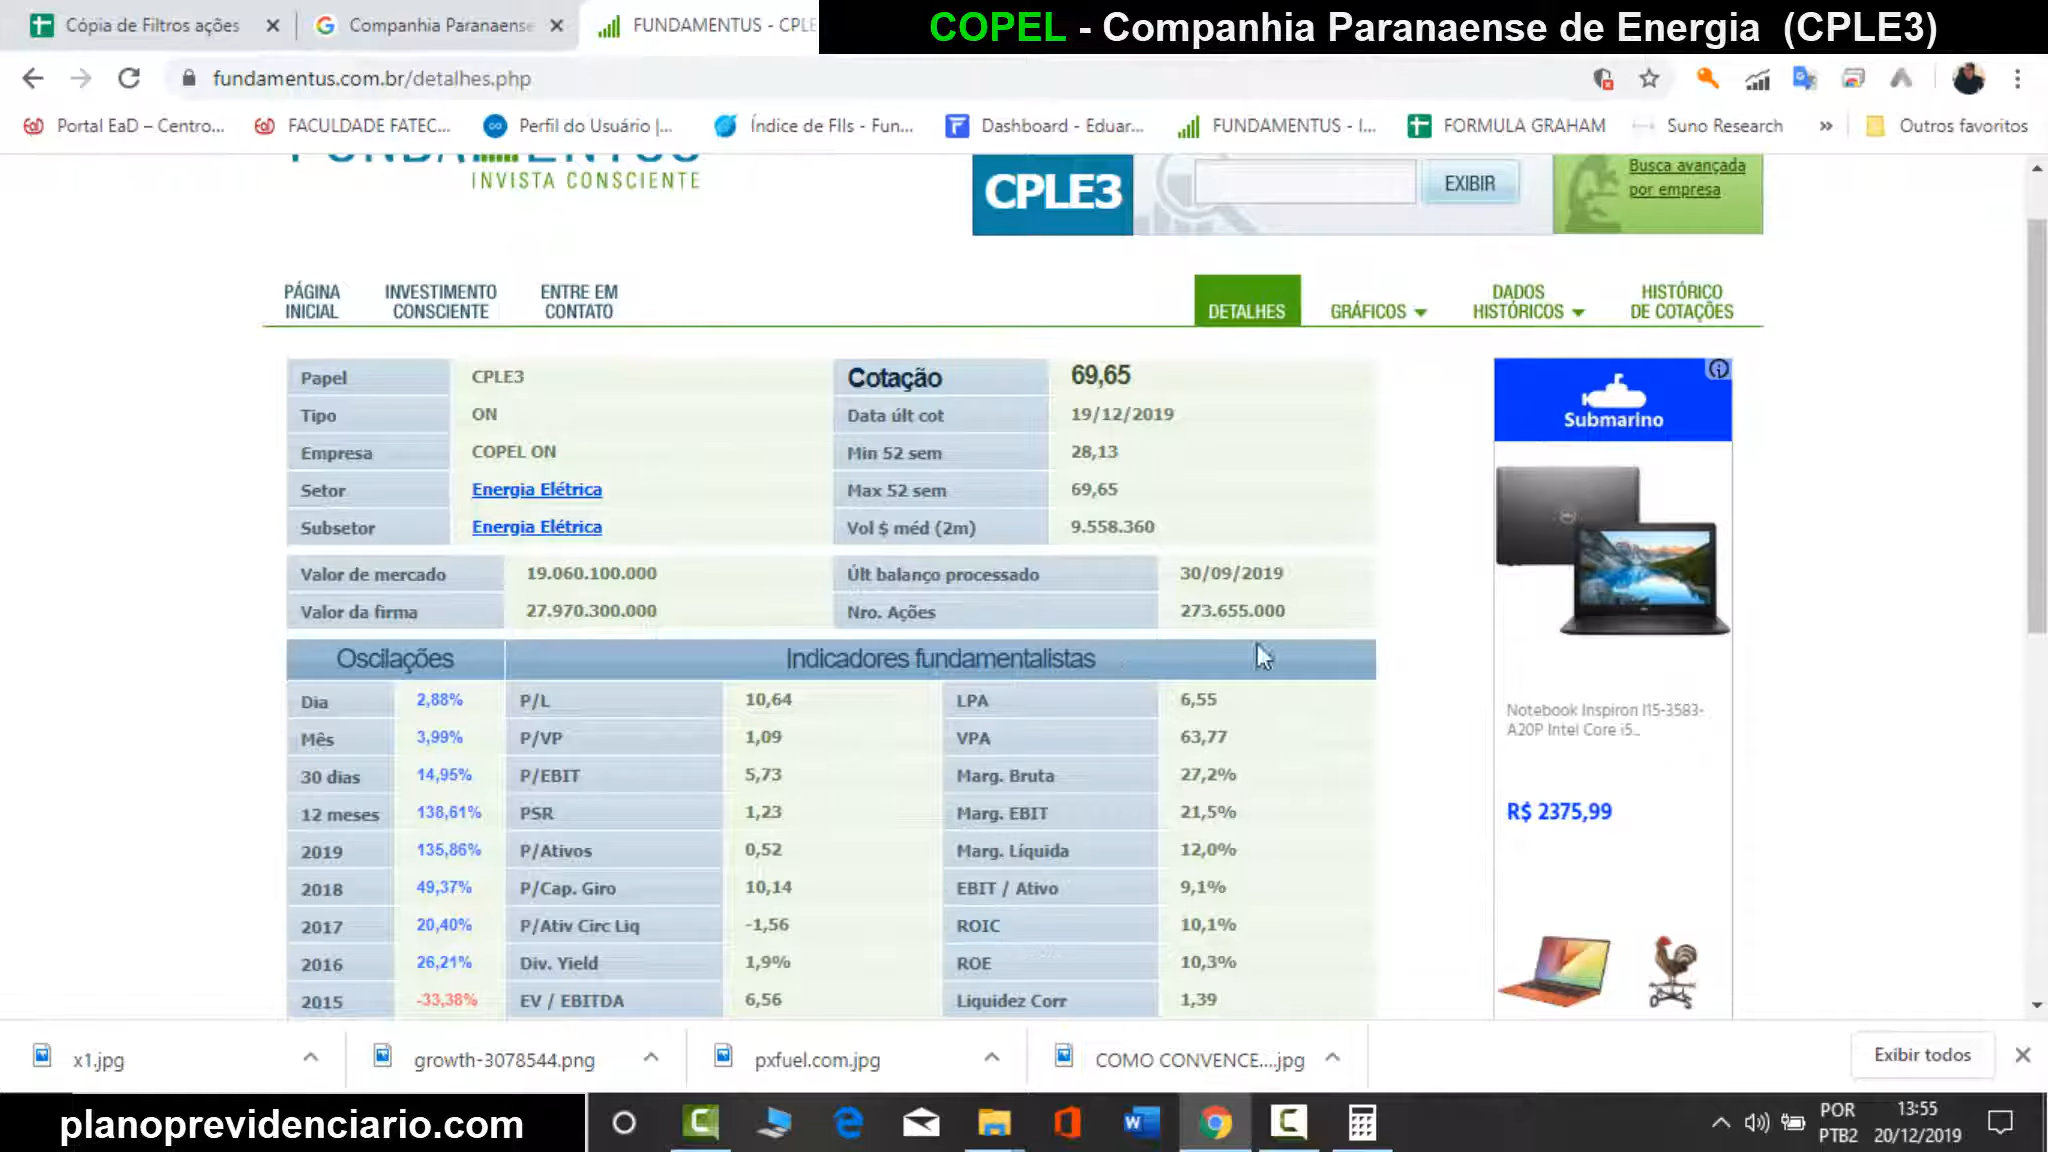 Cópia de Filtros ações
Companhia Paranaense
FUNDAMENTUS - CPLE
COPEL - Companhia Paranaense de Energia (CPLE3)
fundamentus.com.br/detalhes.php
Portal EaD – Centro...
FACULDADE FATEC...
Perfil do Usuário |...
Índice de FIIs - Fun...
Dashboard - Eduar...
FUNDAMENTUS - I...
FORMULA GRAHAM
Suno Research
»
Outros favoritos
FUNDAMENTUS
INVISTA CONSCIENTE
CPLE3
EXIBIR
Busca avançada
por empresa
PÁGINA
INICIAL
INVESTIMENTO
CONSCIENTE
ENTRE EM
CONTATO
DETALHES
GRÁFICOS
DADOS
HISTÓRICOS
HISTÓRICO
DE COTAÇÕES
Papel CPLE3 Cotação 69,65
Tipo ON Data últ cot 19/12/2019
Empresa COPEL ON Min 52 sem 28,13
Setor Energia Elétrica Max 52 sem 69,65
Subsetor Energia Elétrica Vol $ méd (2m) 9.558.360
Valor de mercado 19.060.100.000 Últ balanço processado 30/09/2019
Valor da firma 27.970.300.000 Nro. Ações 273.655.000
Oscilações Indicadores fundamentalistas
Dia 2,88% P/L 10,64 LPA 6,55
Mês 3,99% P/VP 1,09 VPA 63,77
30 dias 14,95% P/EBIT 5,73 Marg. Bruta 27,2%
12 meses 138,61% PSR 1,23 Marg. EBIT 21,5%
2019 135,86% P/Ativos 0,52 Marg. Líquida 12,0%
2018 49,37% P/Cap. Giro 10,14 EBIT / Ativo 9,1%
2017 20,40% P/Ativ Circ Liq -1,56 ROIC 10,1%
2016 26,21% Div. Yield 1,9% ROE 10,3%
2015 -33,38% EV / EBITDA 6,56 Liquidez Corr 1,39
Submarino
Notebook Inspiron I15-3583-
A20P Intel Core i5...
R$ 2375,99
x1.jpg
growth-3078544.png
pxfuel.com.jpg
COMO CONVENCE....jpg
Exibir todos
planoprevidenciario.com
POR
PTB2
13:55
20/12/2019